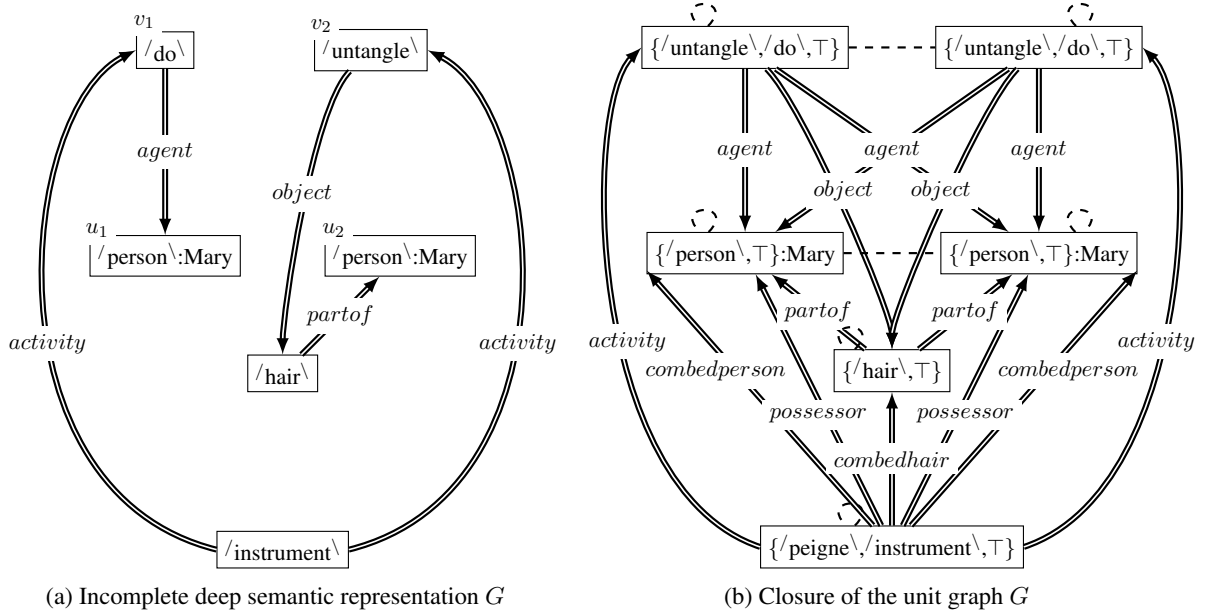 v1
/do\
v2
/untangle\
agent
object
u1
/person\:Mary
u2
/person\:Mary
partof
activity
activity
/hair\
/instrument\
(a) Incomplete deep semantic representation G
{/untangle\,/do\,⊤}
{/untangle\,/do\,⊤}
agent
agent
agent
object
object
{/person\,⊤}:Mary
{/person\,⊤}:Mary
partof
partof
activity
activity
{/hair\,⊤}
combedperson
combedperson
possessor
possessor
combedhair
{/peigne\,/instrument\,⊤}
(b) Closure of the unit graph G